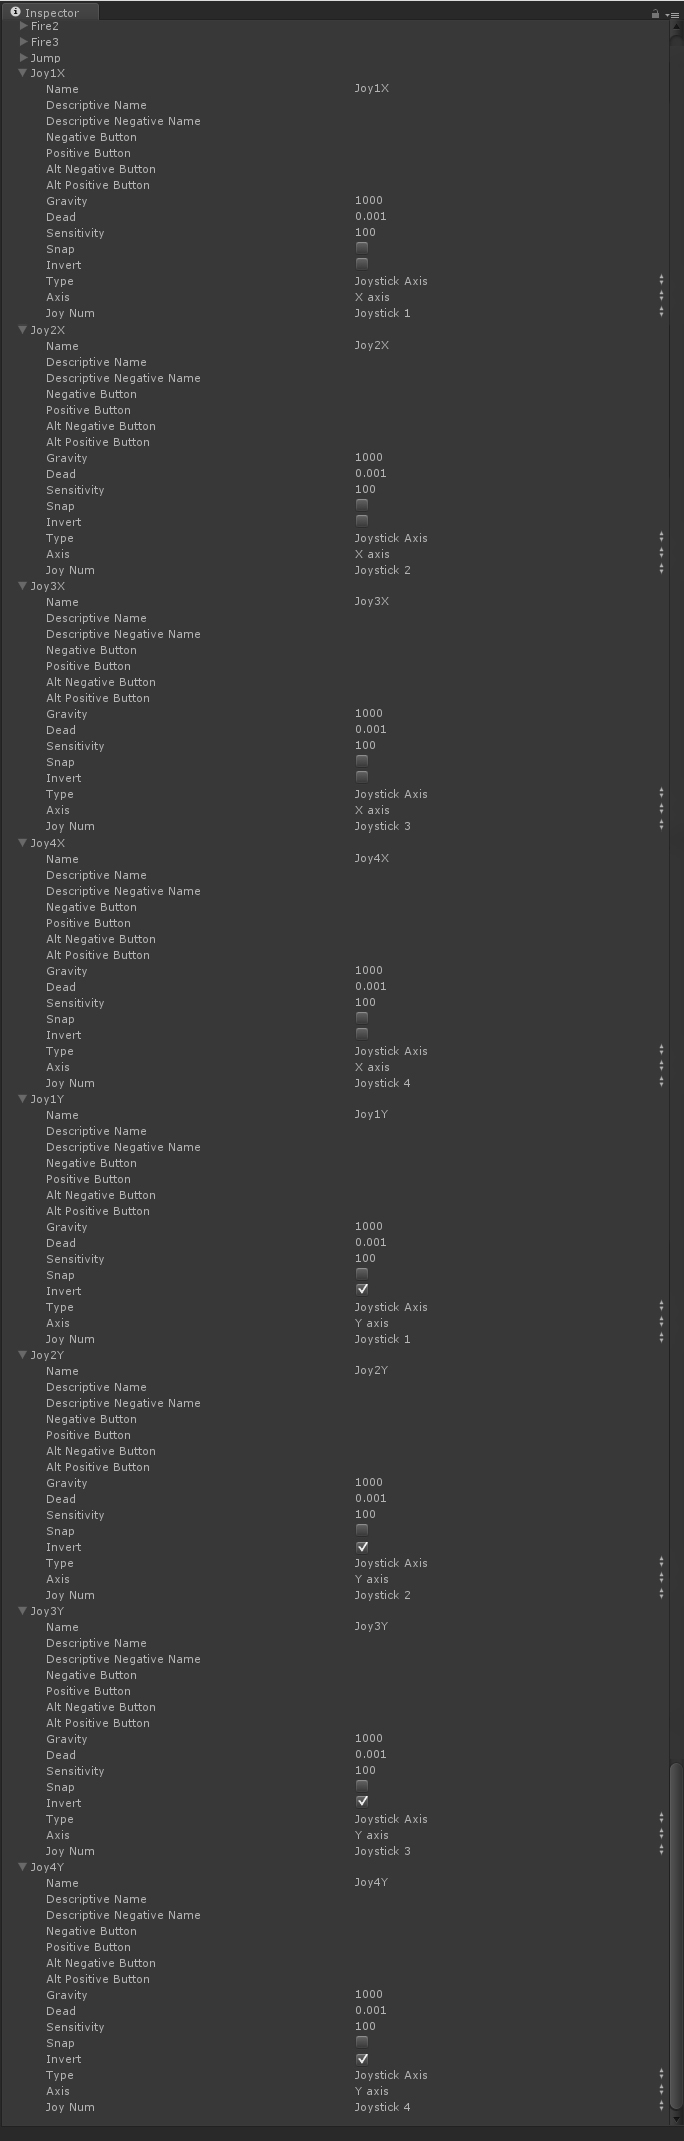 Inspector
Fire2
Fire3
Jump
Joy1X
Name Joy1X
Descriptive Name
Descriptive Negative Name
Negative Button
Positive Button
Alt Negative Button
Alt Positive Button
Gravity 1000
Dead 0.001
Sensitivity 100
Snap
Invert
Type Joystick Axis
Axis X axis
Joy Num Joystick 1
Joy2X
Name Joy2X
Descriptive Name
Descriptive Negative Name
Negative Button
Positive Button
Alt Negative Button
Alt Positive Button
Gravity 1000
Dead 0.001
Sensitivity 100
Snap
Invert
Type Joystick Axis
Axis X axis
Joy Num Joystick 2
Joy3X
Name Joy3X
Descriptive Name
Descriptive Negative Name
Negative Button
Positive Button
Alt Negative Button
Alt Positive Button
Gravity 1000
Dead 0.001
Sensitivity 100
Snap
Invert
Type Joystick Axis
Axis X axis
Joy Num Joystick 3
Joy4X
Name Joy4X
Descriptive Name
Descriptive Negative Name
Negative Button
Positive Button
Alt Negative Button
Alt Positive Button
Gravity 1000
Dead 0.001
Sensitivity 100
Snap
Invert
Type Joystick Axis
Axis X axis
Joy Num Joystick 4
Joy1Y
Name Joy1Y
Descriptive Name
Descriptive Negative Name
Negative Button
Positive Button
Alt Negative Button
Alt Positive Button
Gravity 1000
Dead 0.001
Sensitivity 100
Snap
Invert
Type Joystick Axis
Axis Y axis
Joy Num Joystick 1
Joy2Y
Name Joy2Y
Descriptive Name
Descriptive Negative Name
Negative Button
Positive Button
Alt Negative Button
Alt Positive Button
Gravity 1000
Dead 0.001
Sensitivity 100
Snap
Invert
Type Joystick Axis
Axis Y axis
Joy Num Joystick 2
Joy3Y
Name Joy3Y
Descriptive Name
Descriptive Negative Name
Negative Button
Positive Button
Alt Negative Button
Alt Positive Button
Gravity 1000
Dead 0.001
Sensitivity 100
Snap
Invert
Type Joystick Axis
Axis Y axis
Joy Num Joystick 3
Joy4Y
Name Joy4Y
Descriptive Name
Descriptive Negative Name
Negative Button
Positive Button
Alt Negative Button
Alt Positive Button
Gravity 1000
Dead 0.001
Sensitivity 100
Snap
Invert
Type Joystick Axis
Axis Y axis
Joy Num Joystick 4